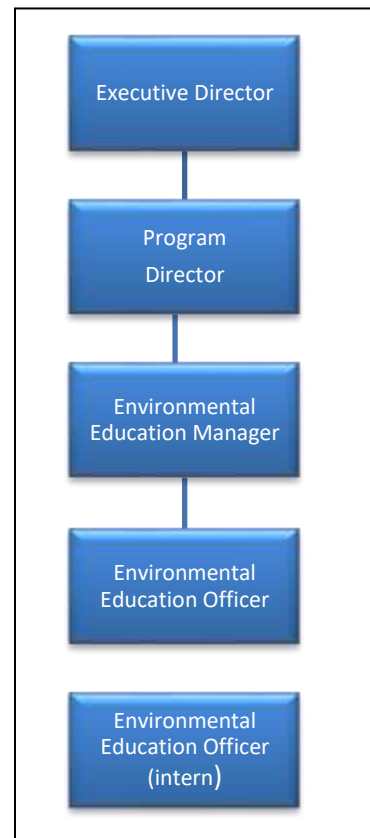 Executive Director
Program
Director
Environmental
Education Manager
Environmental
Education Officer
Environmental
Education Officer
(intern)